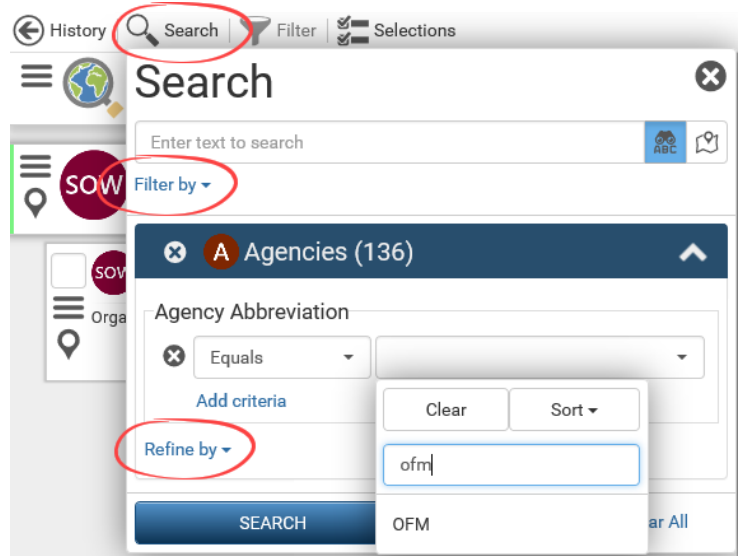 History Search Filter Selections
Search
Enter text to search
ABC
Filter by
SOW
A Agencies (136)
SOW
Orga
Agency Abbreviation
Equals
Add criteria
Clear Sort
Refine by
ofm
SEARCH
OFM
ar All